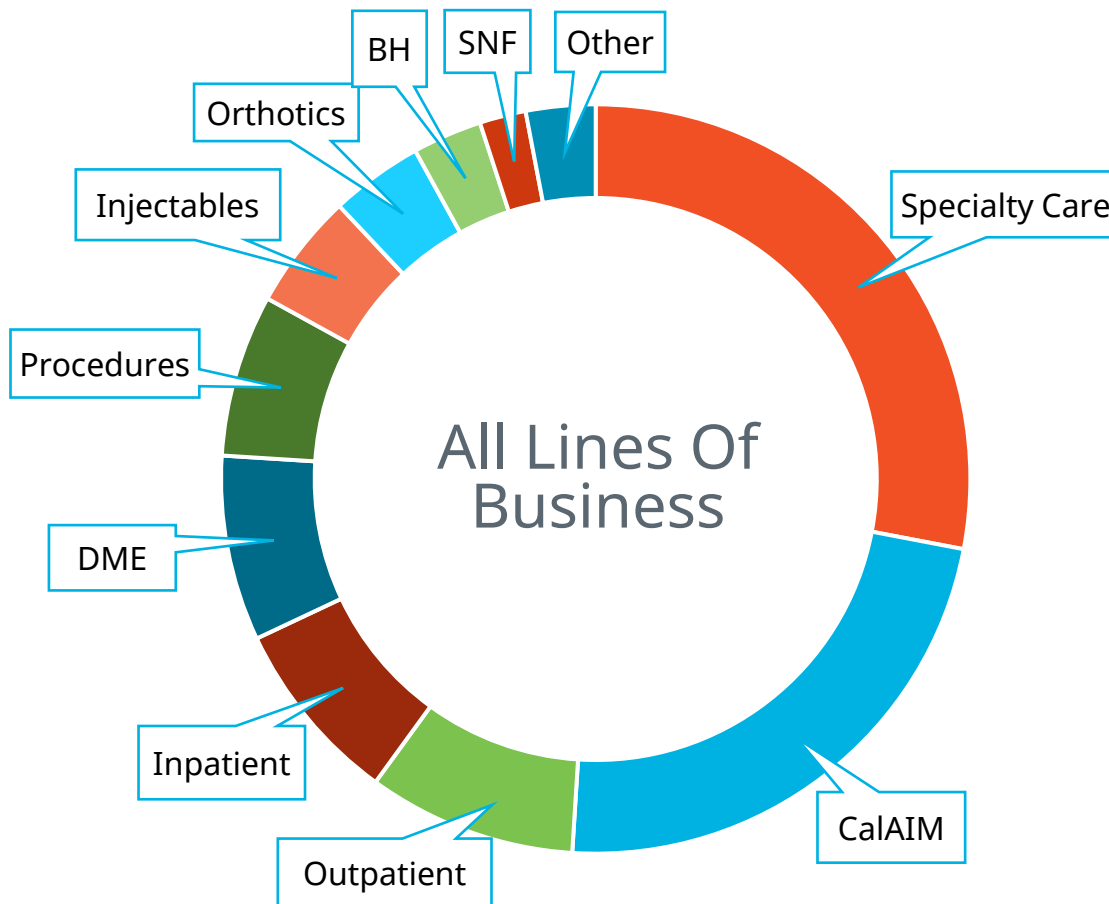 BH
SNF
Other
Orthotics
Injectables
Specialty Care
Procedures
All Lines Of
Business
DME
Inpatient
CalAIM
Outpatient